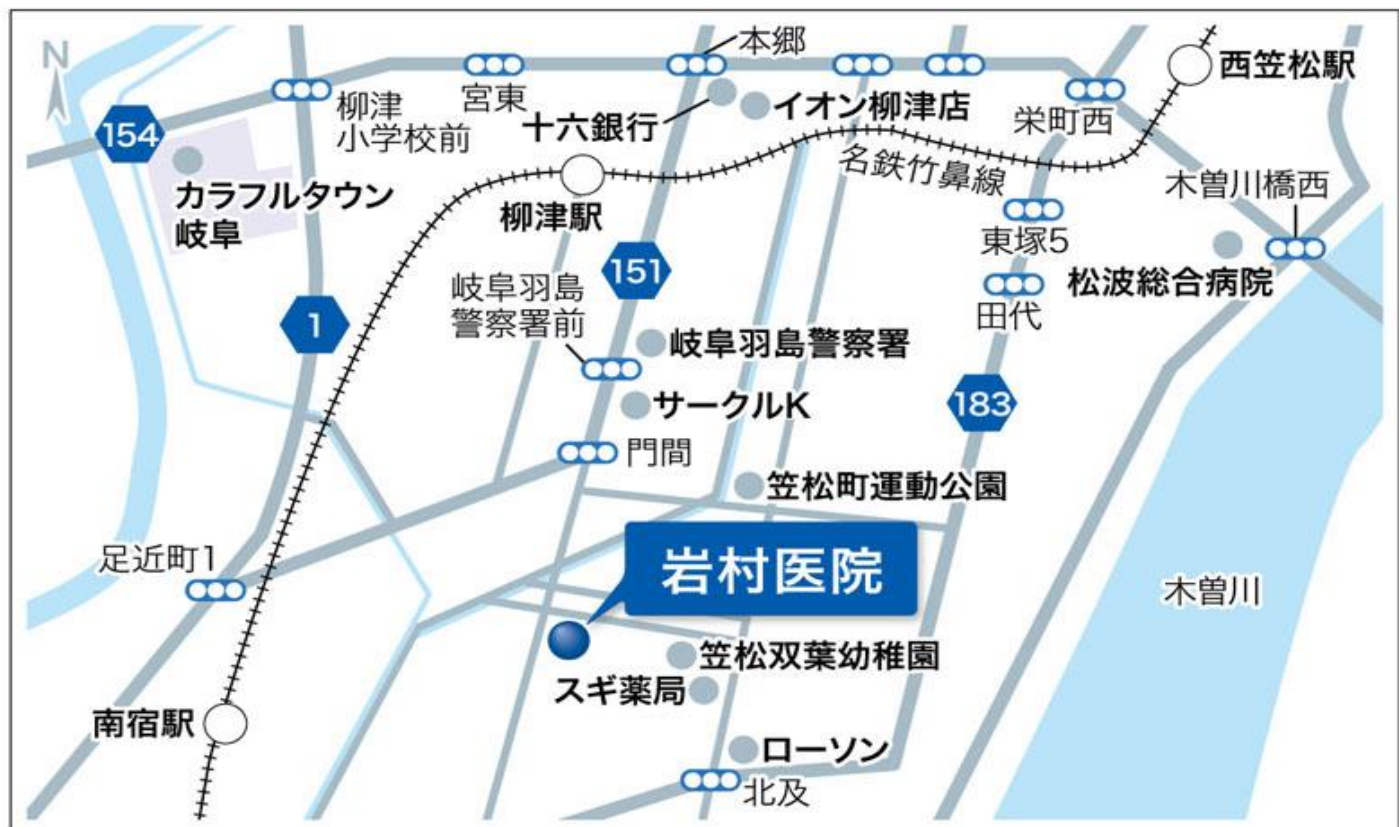 N
本郷
西笠松駅
宮東
154
柳津
小学校前
十六銀行
イオン柳津店
栄町西
名鉄竹鼻線
カラフルタウン
岐阜
柳津駅
木曽川橋西
東塚5
151
松波総合病院
岐阜羽島
警察署前
田代
1
岐阜羽島警察署
サークルK
183
門間
笠松町運動公園
足近町1
岩村医院
木曽川
笠松双葉幼稚園
スギ薬局
南宿駅
ローソン
北及